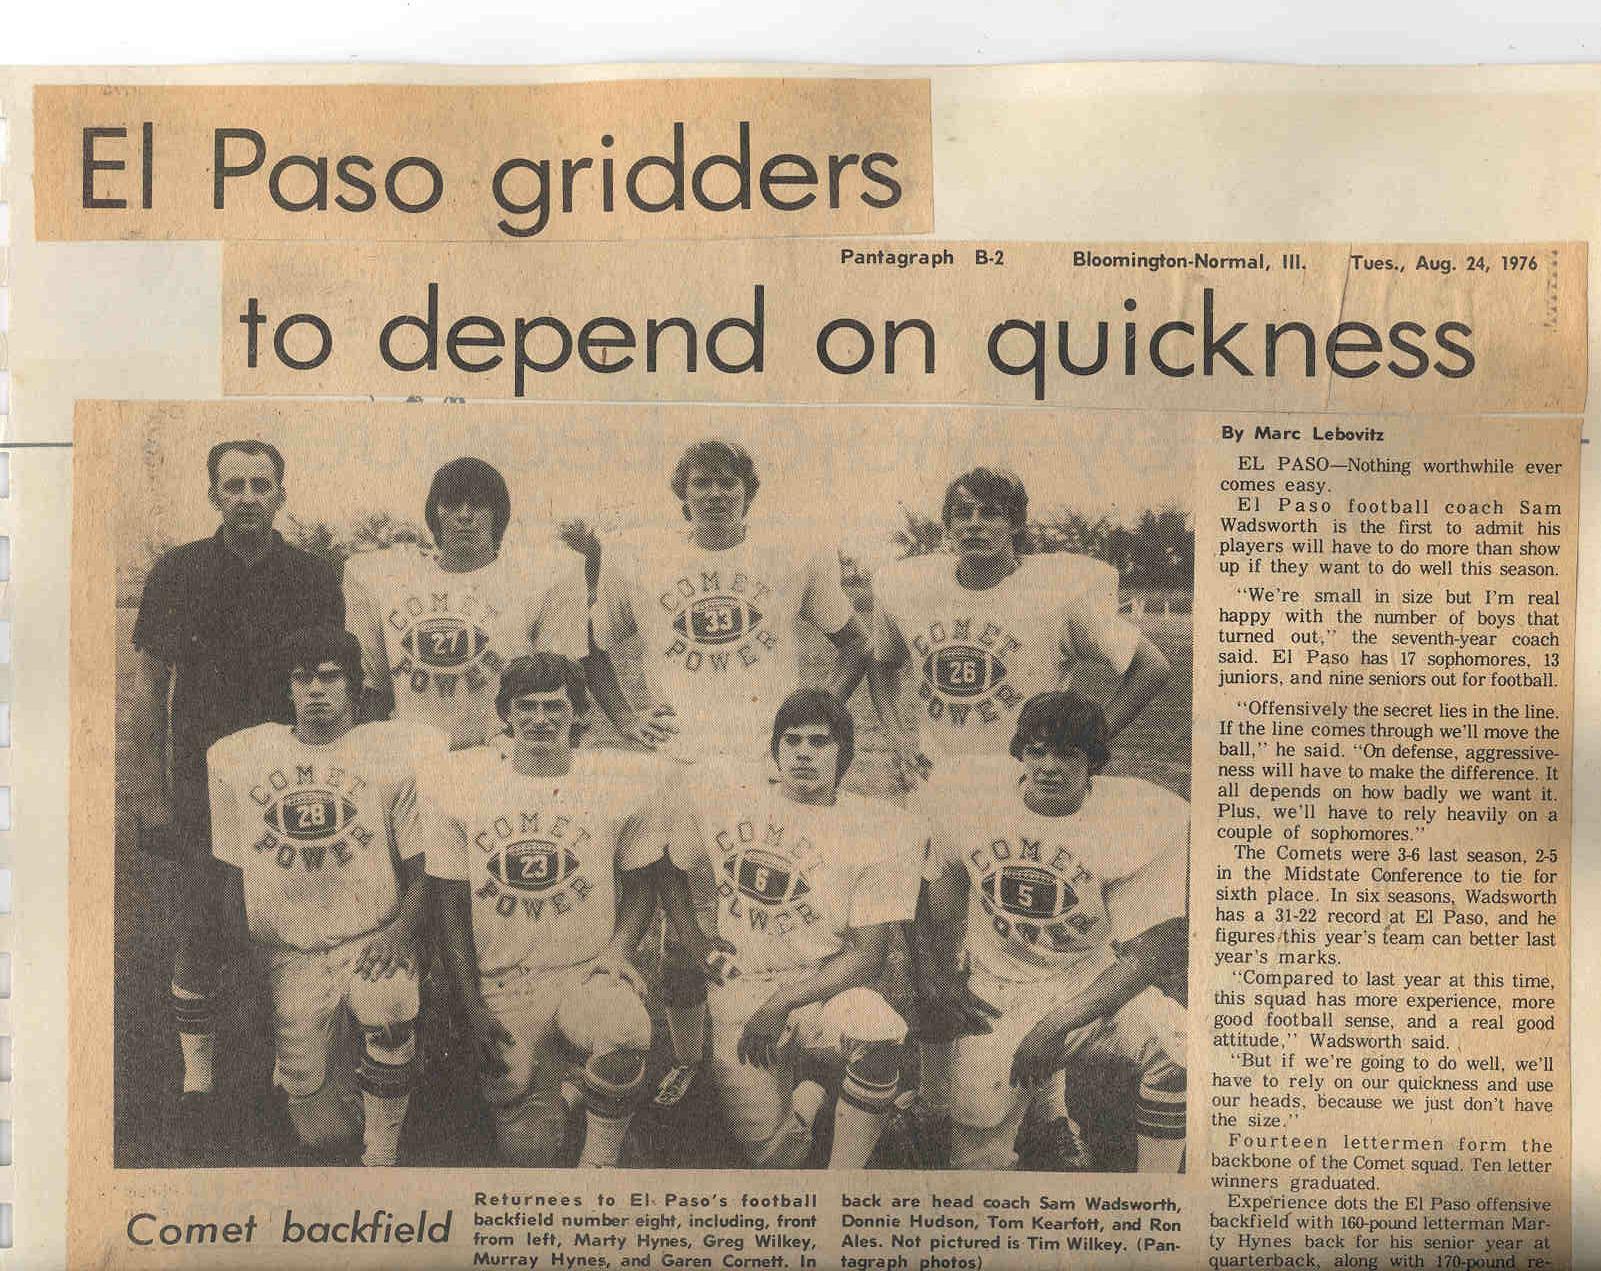 El Paso gridders
Pantagraph B-2 Bloomington-Normal, Ill. Tues., Aug. 24, 1976
to depend on quickness
COMET
27
POWER
COMET
33
POWER
COMET
26
POWER
COMET
28
POWER
COMET
23
POWER
COMET
6
POWER
COMET
5
POWER
Comet backfield
Returnees to El Paso's football
backfield number eight, including, front
from left, Marty Hynes, Greg Wilkey,
Murray Hynes, and Garen Cornett. In
back are head coach Sam Wadsworth,
Donnie Hudson, Tom Kearfott, and Ron
Ales. Not pictured is Tim Wilkey. (Pan-
tagraph photos)
By Marc Lebovitz
EL PASO—Nothing worthwhile ever
comes easy.
El Paso football coach Sam
Wadsworth is the first to admit his
players will have to do more than show
up if they want to do well this season.
"We're small in size but I'm real
happy with the number of boys that
turned out," the seventh-year coach
said. El Paso has 17 sophomores, 13
juniors, and nine seniors out for football.
"Offensively the secret lies in the line.
If the line comes through we'll move the
ball," he said. "On defense, aggressive-
ness will have to make the difference. It
all depends on how badly we want it.
Plus, we'll have to rely heavily on a
couple of sophomores."
The Comets were 3-6 last season, 2-5
in the Midstate Conference to tie for
sixth place. In six seasons, Wadsworth
has a 31-22 record at El Paso, and he
figures this year's team can better last
year's marks.
"Compared to last year at this time,
this squad has more experience, more
good football sense, and a real good
attitude," Wadsworth said.
"But if we're going to do well, we'll
have to rely on our quickness and use
our heads, because we just don't have
the size."
Fourteen lettermen form the
backbone of the Comet squad. Ten letter
winners graduated.
Experience dots the El Paso offensive
backfield with 160-pound letterman Mar-
ty Hynes back for his senior year at
quarterback, along with 170-pound re-